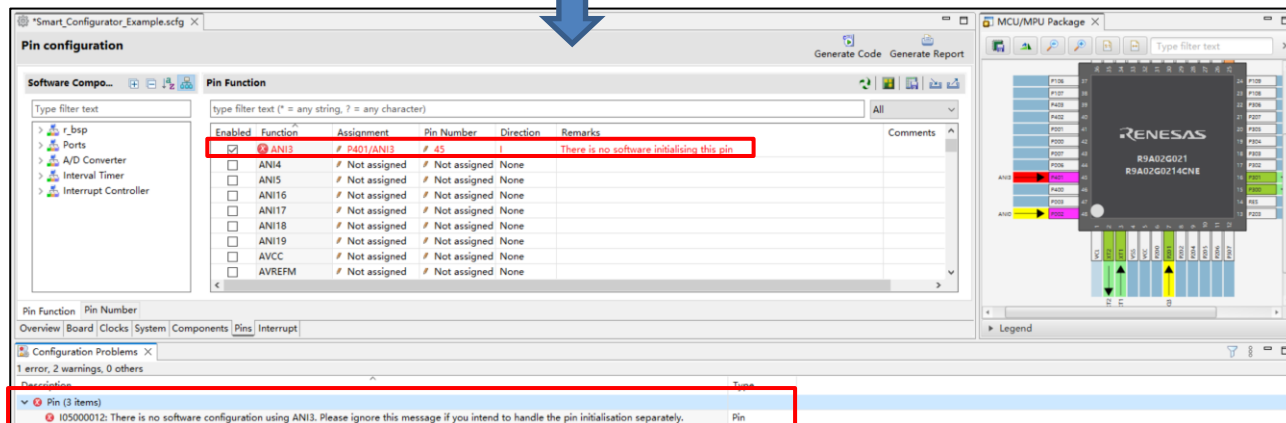 *Smart_Configurator_Example.scfg
Pin configuration
Generate Code Generate Report
Software Compo... Pin Function
Type filter text
type filter text (* = any string, ? = any character)
All
r_bsp
Ports
A/D Converter
Interval Timer
Interrupt Controller
Enabled Function Assignment Pin Number Direction Remarks Comments
ANI3 P401/ANI3 45 I There is no software initialising this pin
ANI4 Not assigned Not assigned None
ANI5 Not assigned Not assigned None
ANI16 Not assigned Not assigned None
ANI17 Not assigned Not assigned None
ANI18 Not assigned Not assigned None
ANI19 Not assigned Not assigned None
AVCC Not assigned Not assigned None
AVREFM Not assigned Not assigned None
Pin Function Pin Number
Overview Board Clocks System Components Pins Interrupt
MCU/MPU Package
Type filter text
RENESAS
R9A02G021
R9A02G0214CNE
Legend
Configuration Problems
1 error, 2 warnings, 0 others
Description Type
Pin (3 items)
I05000012: There is no software configuration using ANI3. Please ignore this message if you intend to handle the pin initialisation separately. Pin